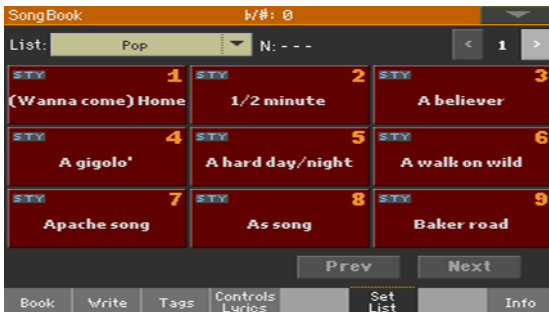 SongBook ♭/#: 0
List: Pop N: - - -
< 1 >
STY 1 STY 2 STY 3
(Wanna come) Home 1/2 minute A believer
STY 4 STY 5 STY 6
A gigolo' A hard day/night A walk on wild
STY 7 STY 8 STY 9
Apache song As song Baker road
Prev Next
Book Write Tags Controls Lyrics Set List Info